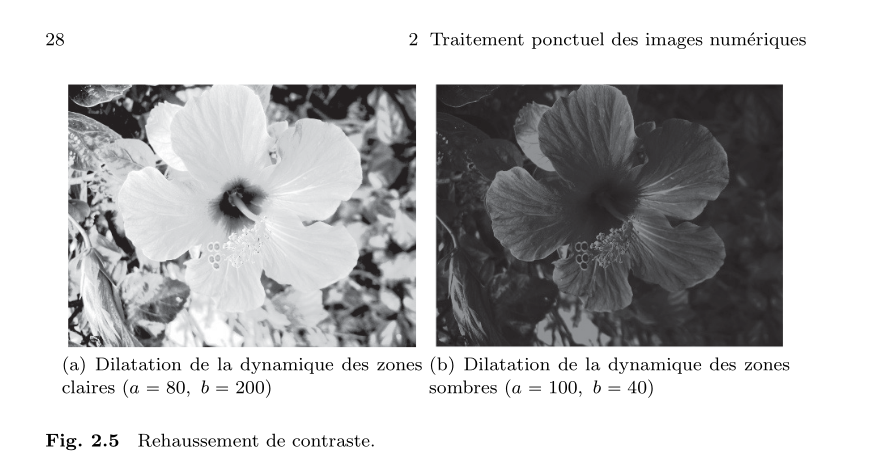 28
2 Traitement ponctuel des images numériques
(a) Dilatation de la dynamique des zones
claires (a = 80, b = 200)
(b) Dilatation de la dynamique des zones
sombres (a = 100, b = 40)
Fig. 2.5 Rehaussement de contraste.